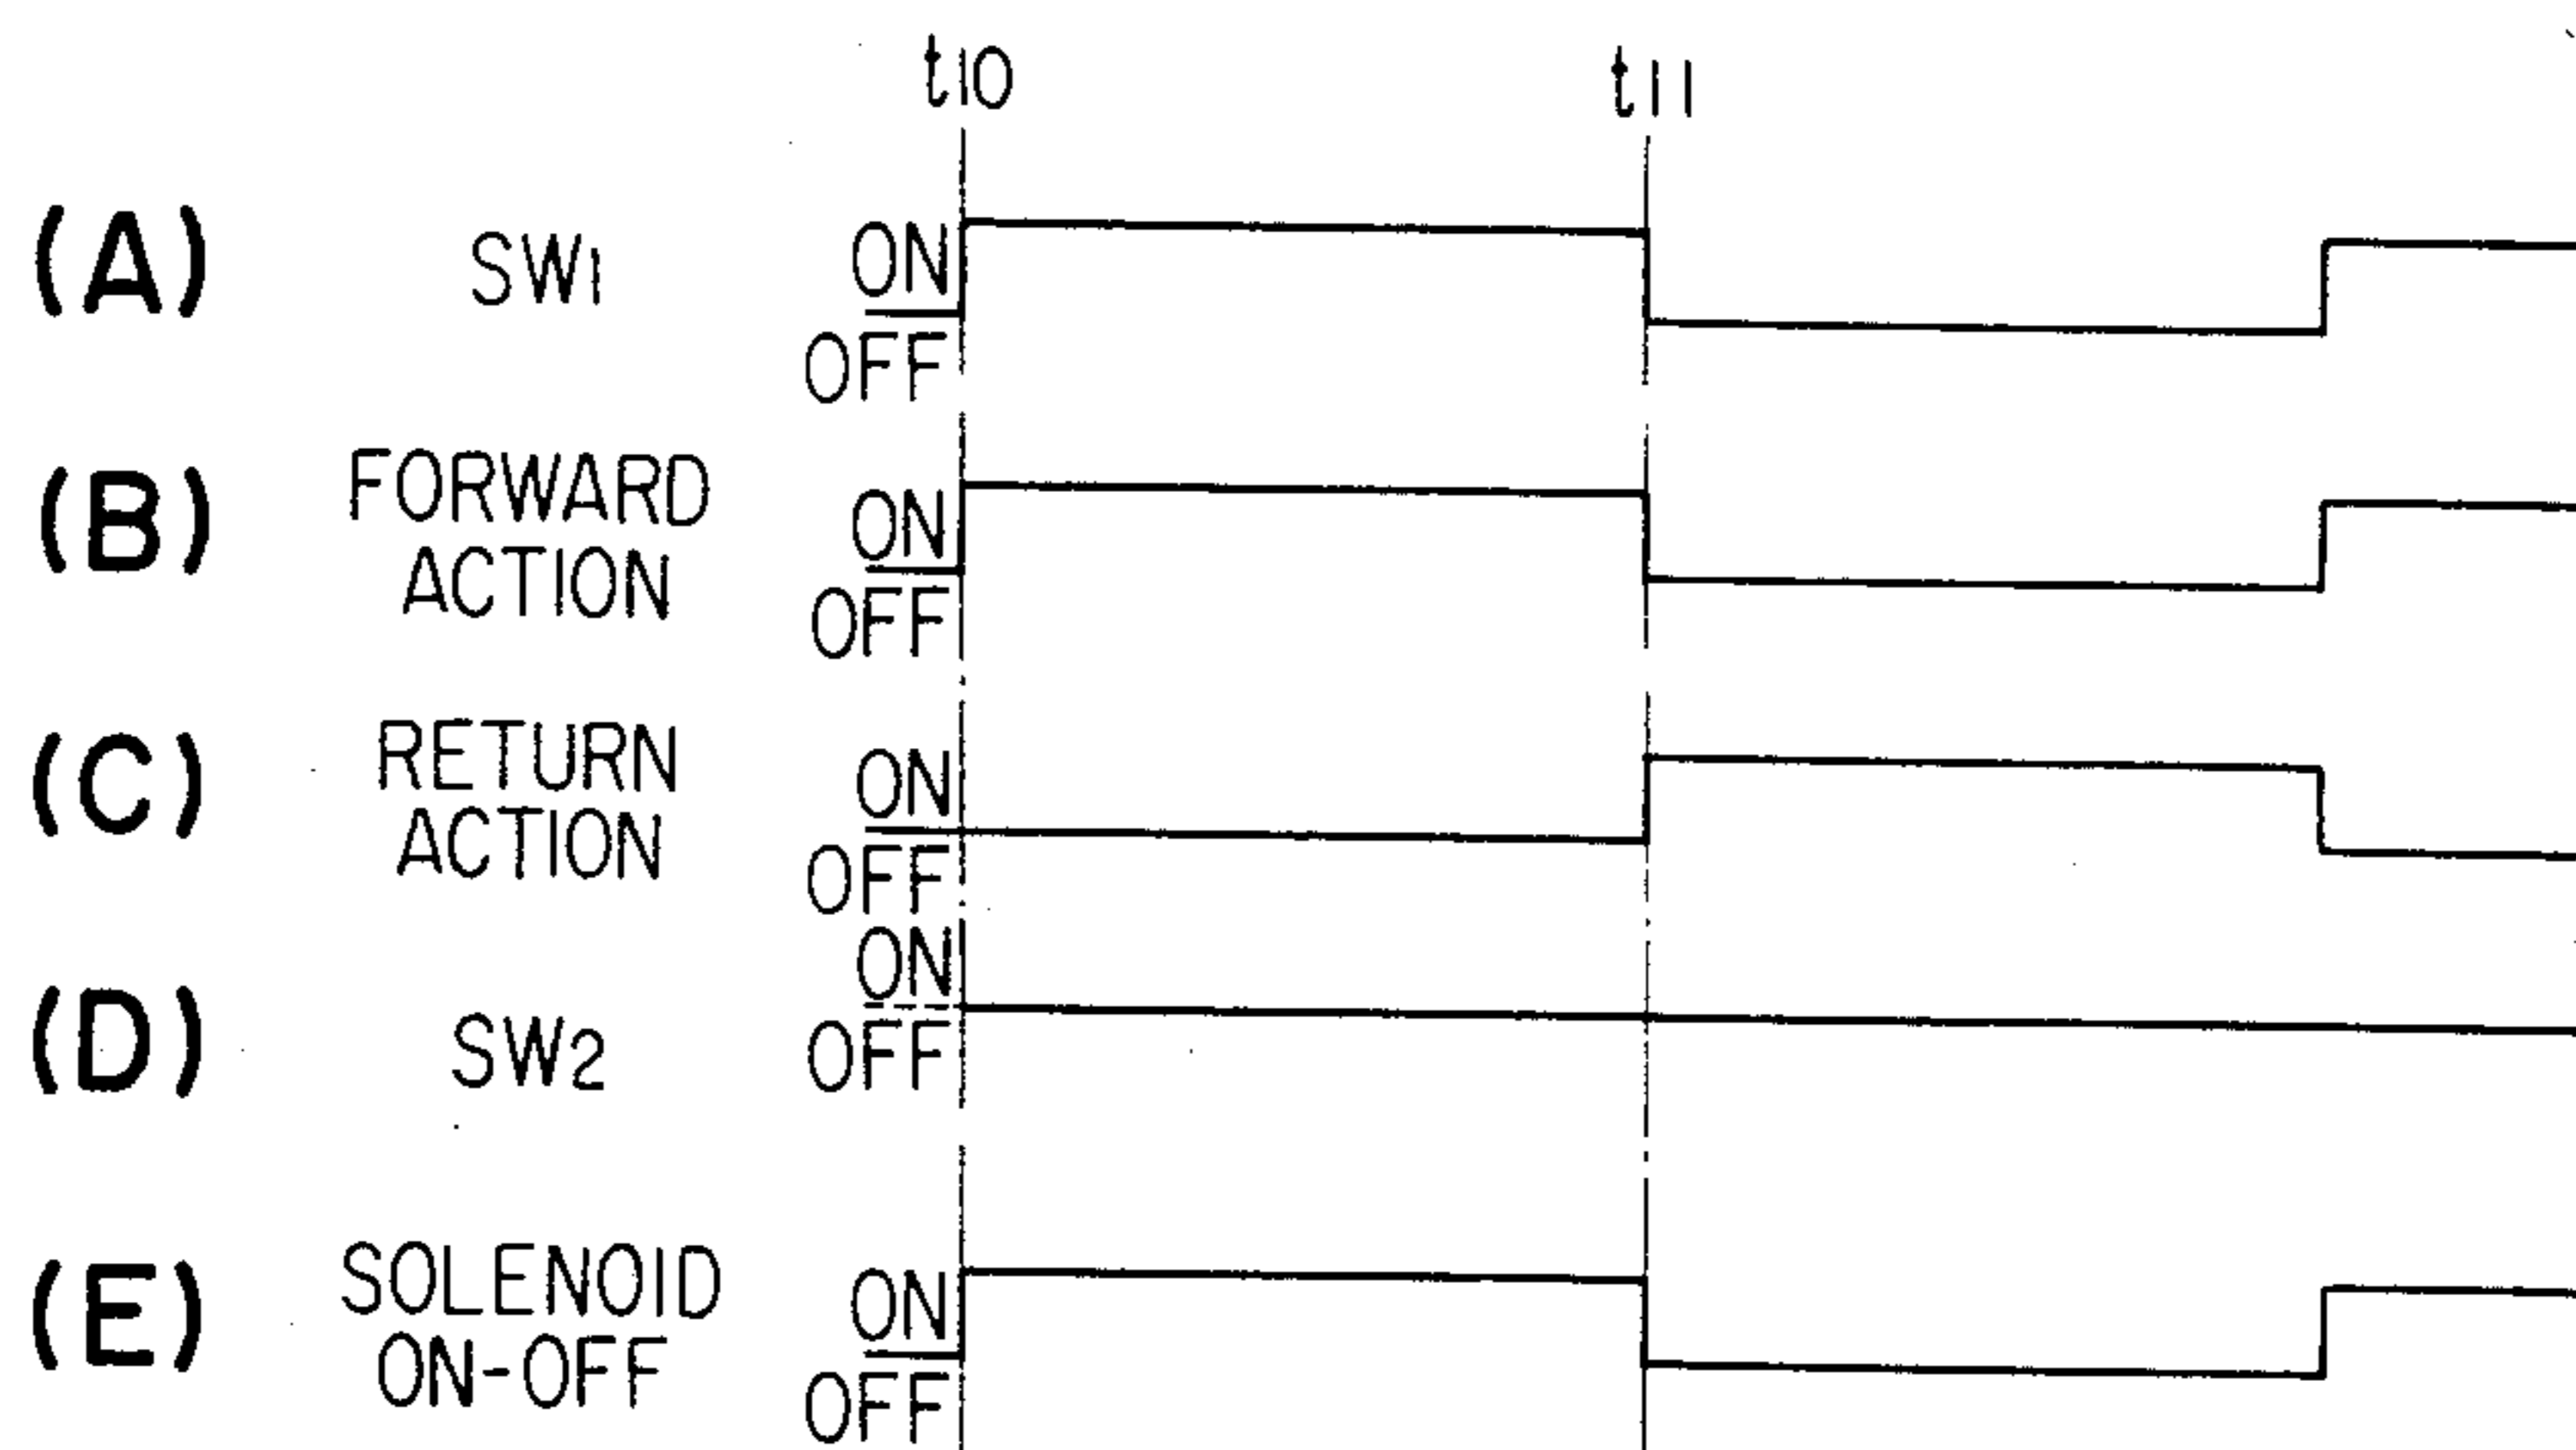 t10 t11
(A) SW1 ON
OFF
(B) FORWARD ACTION ON
OFF
(C) RETURN ACTION ON
OFF
(D) SW2 ON
OFF
(E) SOLENOID ON-OFF ON
OFF